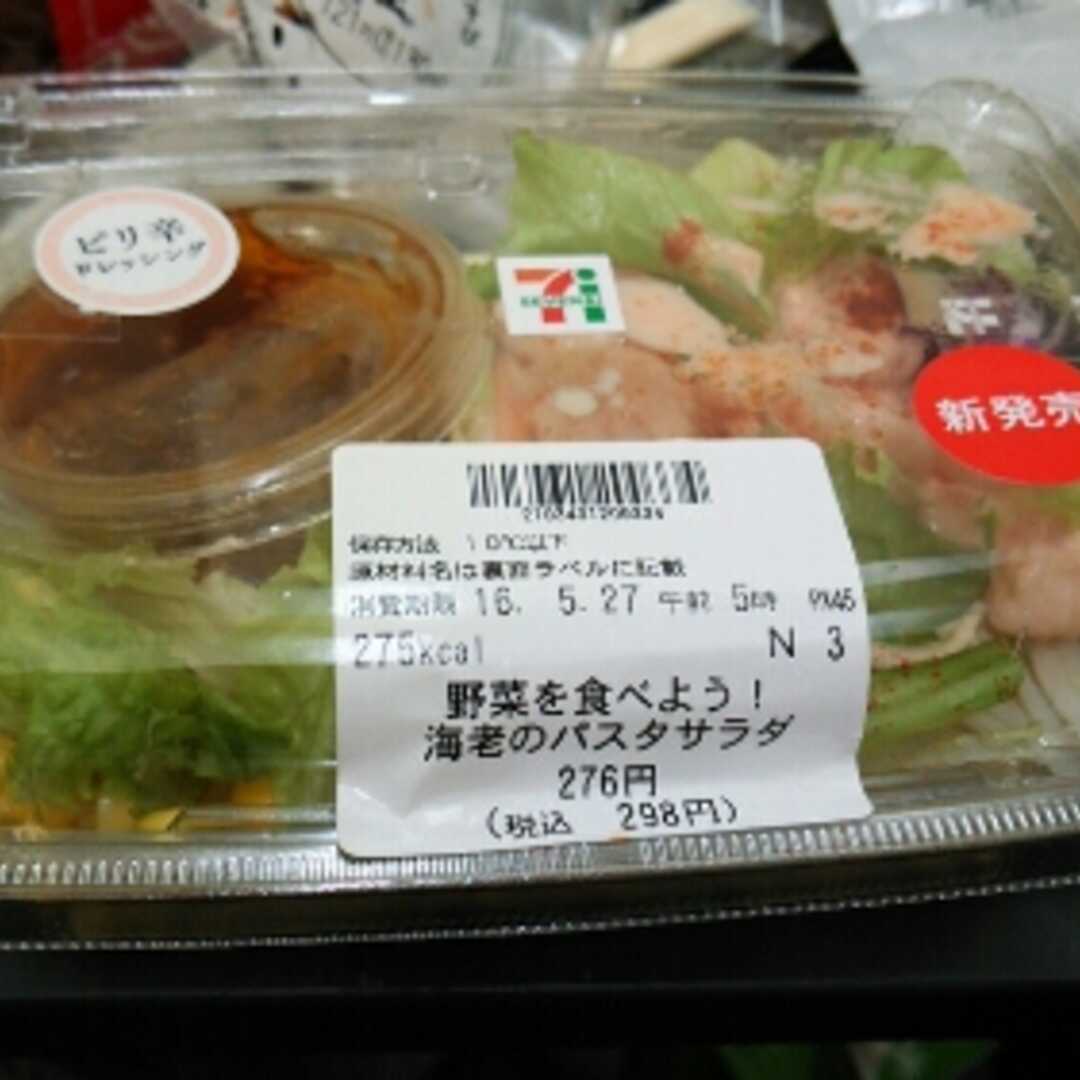 ピリ辛
ドレッシング
新発売
保存方法 10℃以下
原材料名は裏面ラベルに記載
消費期限 16. 5.27 午前 5時
275kcal
N 3
野菜を食べよう!
海老のパスタサラダ
276円
(税込 298円)